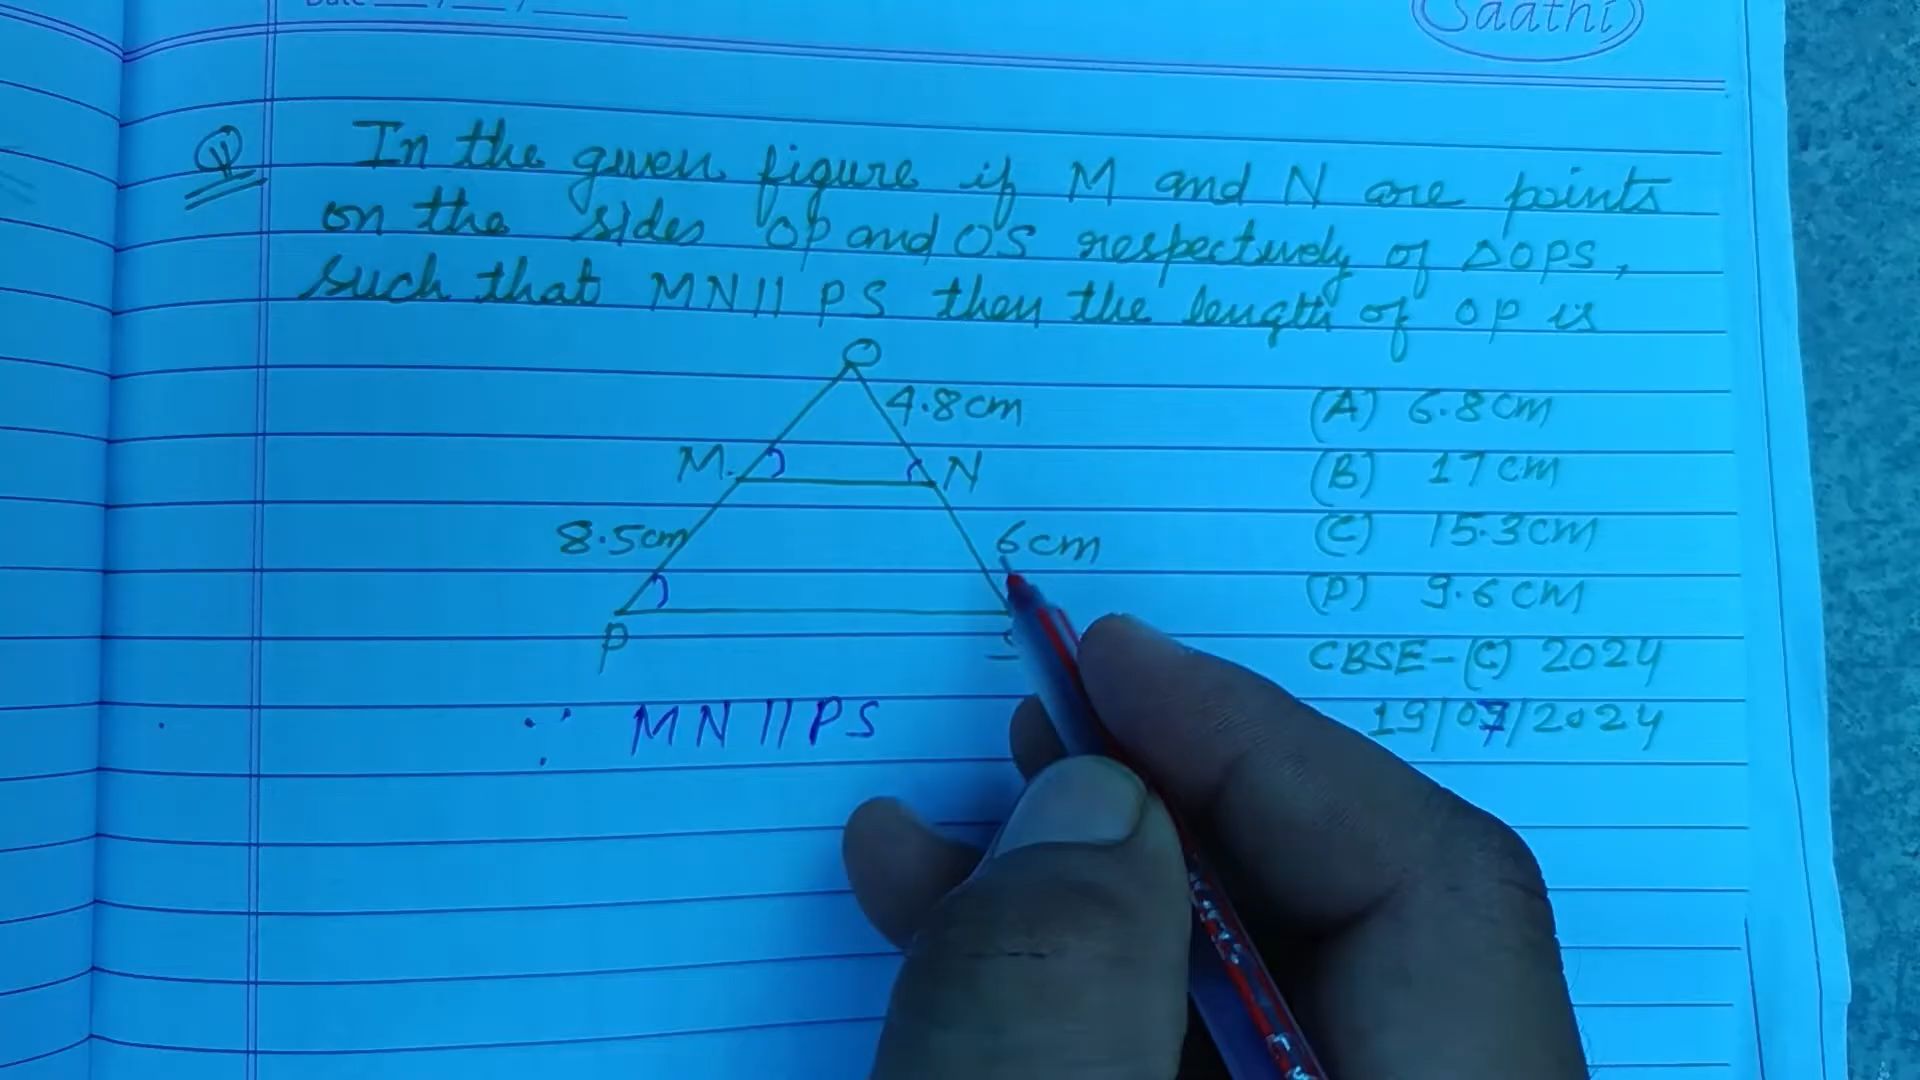 Date
Saathi
Q In the given figure if M and N are points
on the sides OP and OS respectively of ΔOPS,
such that MN || PS then the length of OP is
O
4.8cm
(A) 6.8cm
M
N
(B) 17cm
8.5cm
6cm
(C) 15.3cm
(D) 9.6cm
P
CBSE-(C) 2024
∵ MN || PS
19/07/2024